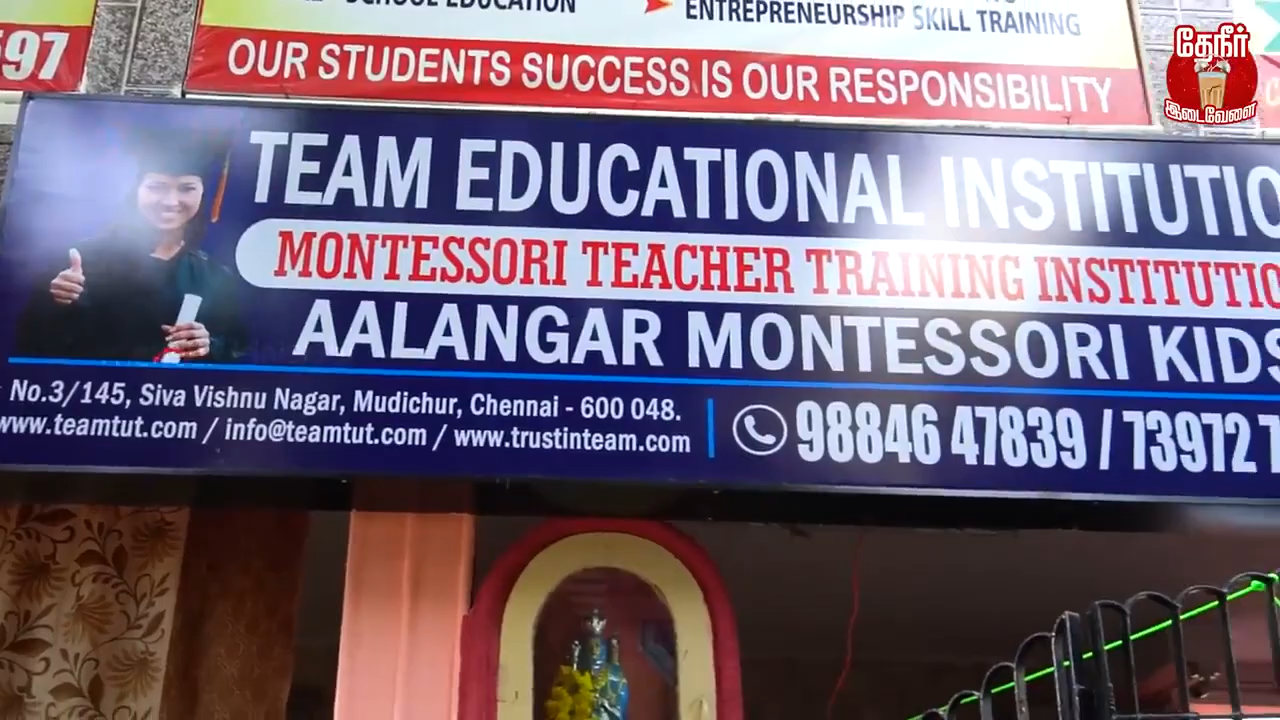 SCHOOL EDUCATION
ENTREPRENEURSHIP SKILL TRAINING
597
OUR STUDENTS SUCCESS IS OUR RESPONSIBILITY
தேநீர்
இடைவேளை
TEAM EDUCATIONAL INSTITUTIO
MONTESSORI TEACHER TRAINING INSTITUTIO
AALANGAR MONTESSORI KIDS
No.3/145, Siva Vishnu Nagar, Mudichur, Chennai - 600 048.
www.teamtut.com / info@teamtut.com / www.trustinteam.com
98846 47839 / 73972 7